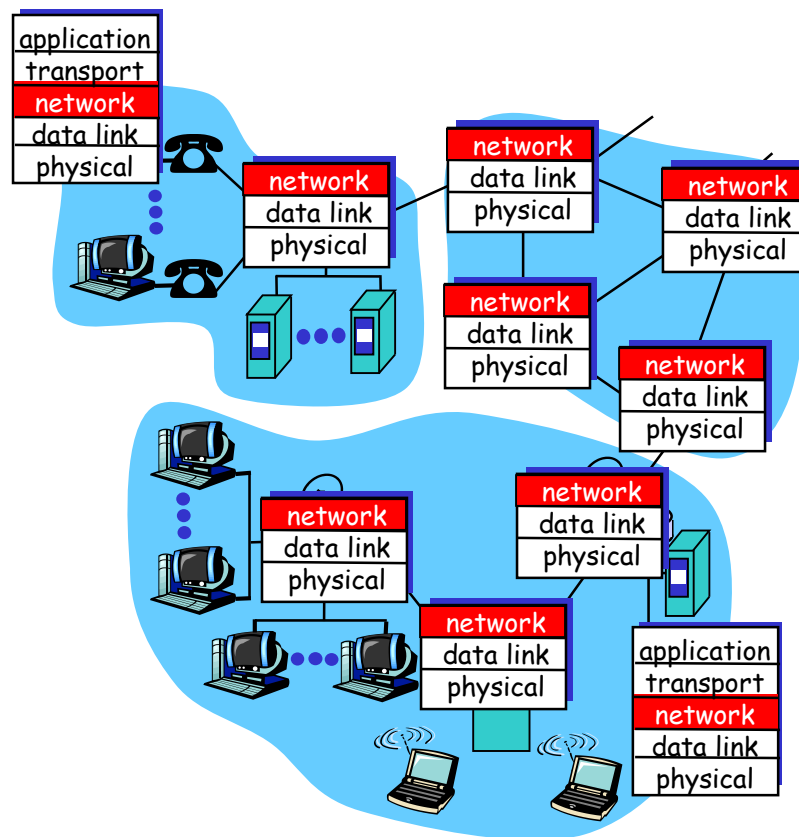 application
transport
network
data link
physical
network
data link
physical
network
data link
physical
network
data link
physical
network
data link
physical
network
data link
physical
network
data link
physical
network
data link
physical
network
data link
physical
application
transport
network
data link
physical